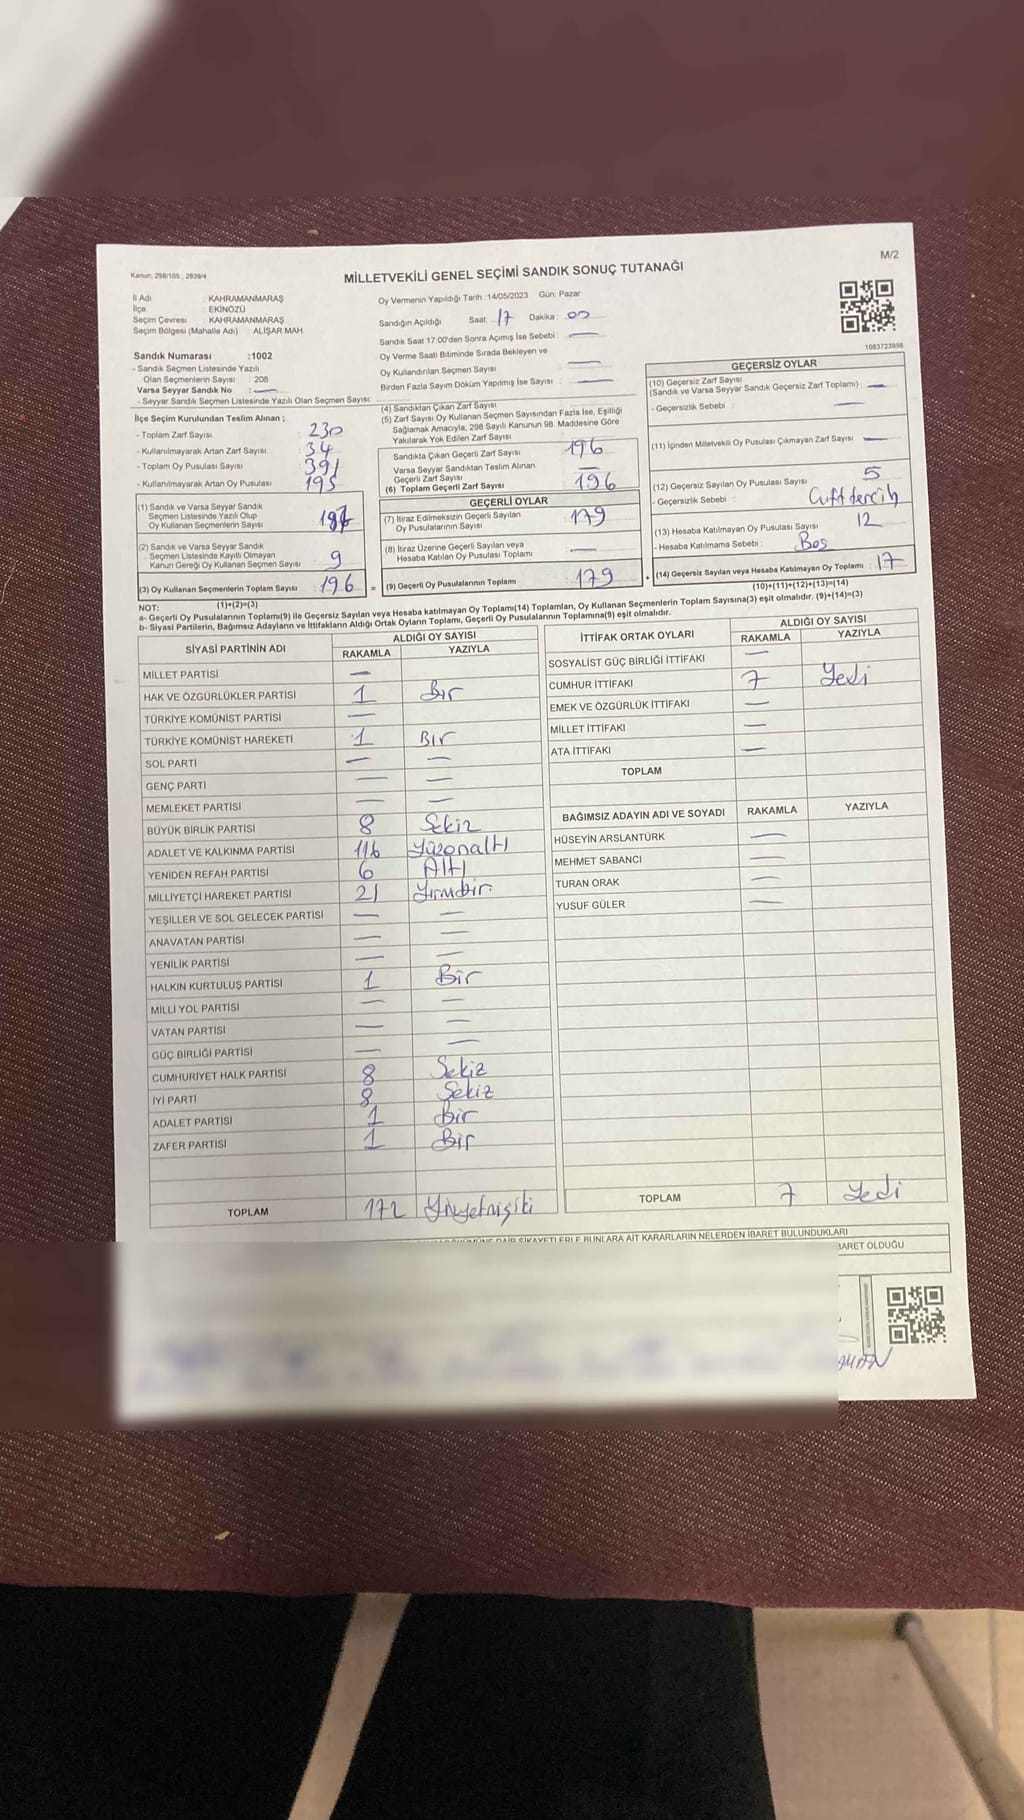 M/2
Kanun, 298/105 , 2839/4
MİLLETVEKİLİ GENEL SEÇİMİ SANDIK SONUÇ TUTANAĞI
İl Adı : KAHRAMANMARAŞ
İlçe : EKİNÖZÜ
Seçim Çevresi : KAHRAMANMARAŞ
Seçim Bölgesi (Mahalle Adı) : ALİŞAR MAH
Sandık Numarası :1002
- Sandık Seçmen Listesinde Yazılı
Olan Seçmenlerin Sayısı : 208
Varsa Seyyar Sandık No : —
- Seyyar Sandık Seçmen Listesinde Yazılı Olan Seçmen Sayısı:
Oy Vermenin Yapıldığı Tarih :14/05/2023 Gün: Pazar
Sandığın Açıldığı Saat : 17 Dakika: 00
Sandık Saat 17:00'den Sonra Açılmış İse Sebebi : —
Oy Verme Saati Bitiminde Sırada Bekleyen ve
Oy Kullandırılan Seçmen Sayısı —
Birden Fazla Sayım Döküm Yapılmış İse Sayısı : —
1083723956
İlçe Seçim Kurulundan Teslim Alınan ;
- Toplam Zarf Sayısı : 230
- Kullanılmayarak Artan Zarf Sayısı : 34
- Toplam Oy Pusulası Sayısı : 391
- Kullanılmayarak Artan Oy Pusulası : 195
(1) Sandık ve Varsa Seyyar Sandık
Seçmen Listesinde Yazılı Olup
Oy Kullanan Seçmenlerin Sayısı : 187
(2) Sandık ve Varsa Seyyar Sandık
Seçmen Listesinde Kayıtlı Olmayan
Kanun Gereği Oy Kullanan Seçmen Sayısı : 9
(3) Oy Kullanan Seçmenlerin Toplam Sayısı : 196
(1)+(2)=(3)
(4) Sandıktan Çıkan Zarf Sayısı
(5) Zarf Sayısı Oy Kullanan Seçmen Sayısından Fazla İse, Eşitliği
Sağlamak Amacıyla; 298 Sayılı Kanunun 98. Maddesine Göre
Yakılarak Yok Edilen Zarf Sayısı
Sandıkta Çıkan Geçerli Zarf Sayısı : 196
Varsa Seyyar Sandıktan Teslim Alınan
Geçerli Zarf Sayısı : —
(6) Toplam Geçerli Zarf Sayısı : 196
GEÇERLİ OYLAR
(7) İtiraz Edilmeksizin Geçerli Sayılan
Oy Pusulalarının Sayısı : 179
(8) İtiraz Üzerine Geçerli Sayılan veya
Hesaba Katılan Oy Pusulası Toplamı : —
= (9) Geçerli Oy Pusulalarının Toplamı : 179
GEÇERSİZ OYLAR
(10) Geçersiz Zarf Sayısı
(Sandık ve Varsa Seyyar Sandık Geçersiz Zarf Toplamı) : —
- Geçersizlik Sebebi : —
(11) İçinden Milletvekili Oy Pusulası Çıkmayan Zarf Sayısı : —
(12) Geçersiz Sayılan Oy Pusulası Sayısı : 5
- Geçersizlik Sebebi : Çift tercih
(13) Hesaba Katılmayan Oy Pusulası Sayısı : 12
- Hesaba Katılmama Sebebi : Boş
+ (14) Geçersiz Sayılan veya Hesaba Katılmayan Oy Toplamı : 17
(10)+(11)+(12)+(13)=(14)
NOT:
a- Geçerli Oy Pusulalarının Toplamı(9) ile Geçersiz Sayılan veya Hesaba katılmayan Oy Toplamı(14) Toplamları, Oy Kullanan Seçmenlerin Toplam Sayısına(3) eşit olmalıdır. (9)+(14)=(3)
b- Siyasi Partilerin, Bağımsız Adayların ve İttifakların Aldığı Ortak Oyların Toplamı, Geçerli Oy Pusulalarının Toplamına(9) eşit olmalıdır.
SİYASİ PARTİNİN ADI ALDIĞI OY SAYISI
RAKAMLA YAZIYLA
MİLLET PARTİSİ —
HAK VE ÖZGÜRLÜKLER PARTİSİ 1 Bir
TÜRKİYE KOMÜNİST PARTİSİ —
TÜRKİYE KOMÜNİST HAREKETİ 1 Bir
SOL PARTİ — —
GENÇ PARTİ — —
MEMLEKET PARTİSİ — —
BÜYÜK BİRLİK PARTİSİ 8 Sekiz
ADALET VE KALKINMA PARTİSİ 116 Yüzonaltı
YENİDEN REFAH PARTİSİ 6 Altı
MİLLİYETÇİ HAREKET PARTİSİ 21 Yirmibir
YEŞİLLER VE SOL GELECEK PARTİSİ — —
ANAVATAN PARTİSİ — —
YENİLİK PARTİSİ — —
HALKIN KURTULUŞ PARTİSİ 1 Bir
MİLLİ YOL PARTİSİ — —
VATAN PARTİSİ — —
GÜÇ BİRLİĞİ PARTİSİ — —
CUMHURİYET HALK PARTİSİ 8 Sekiz
İYİ PARTİ 8 Sekiz
ADALET PARTİSİ 1 Bir
ZAFER PARTİSİ 1 Bir
TOPLAM 172 Yüzyetmişiki
İTTİFAK ORTAK OYLARI ALDIĞI OY SAYISI
RAKAMLA YAZIYLA
SOSYALİST GÜÇ BİRLİĞİ İTTİFAKI —
CUMHUR İTTİFAKI 7 Yedi
EMEK VE ÖZGÜRLÜK İTTİFAKI —
MİLLET İTTİFAKI —
ATA İTTİFAKI —
TOPLAM
BAĞIMSIZ ADAYIN ADI VE SOYADI RAKAMLA YAZIYLA
HÜSEYİN ARSLANTÜRK —
MEHMET SABANCI —
TURAN ORAK —
YUSUF GÜLER —
TOPLAM 7 Yedi
DAİR ŞİKAYETLERLE BUNLARA AİT KARARLARIN NELERDEN İBARET BULUNDUKLARI
BARET OLDUĞU